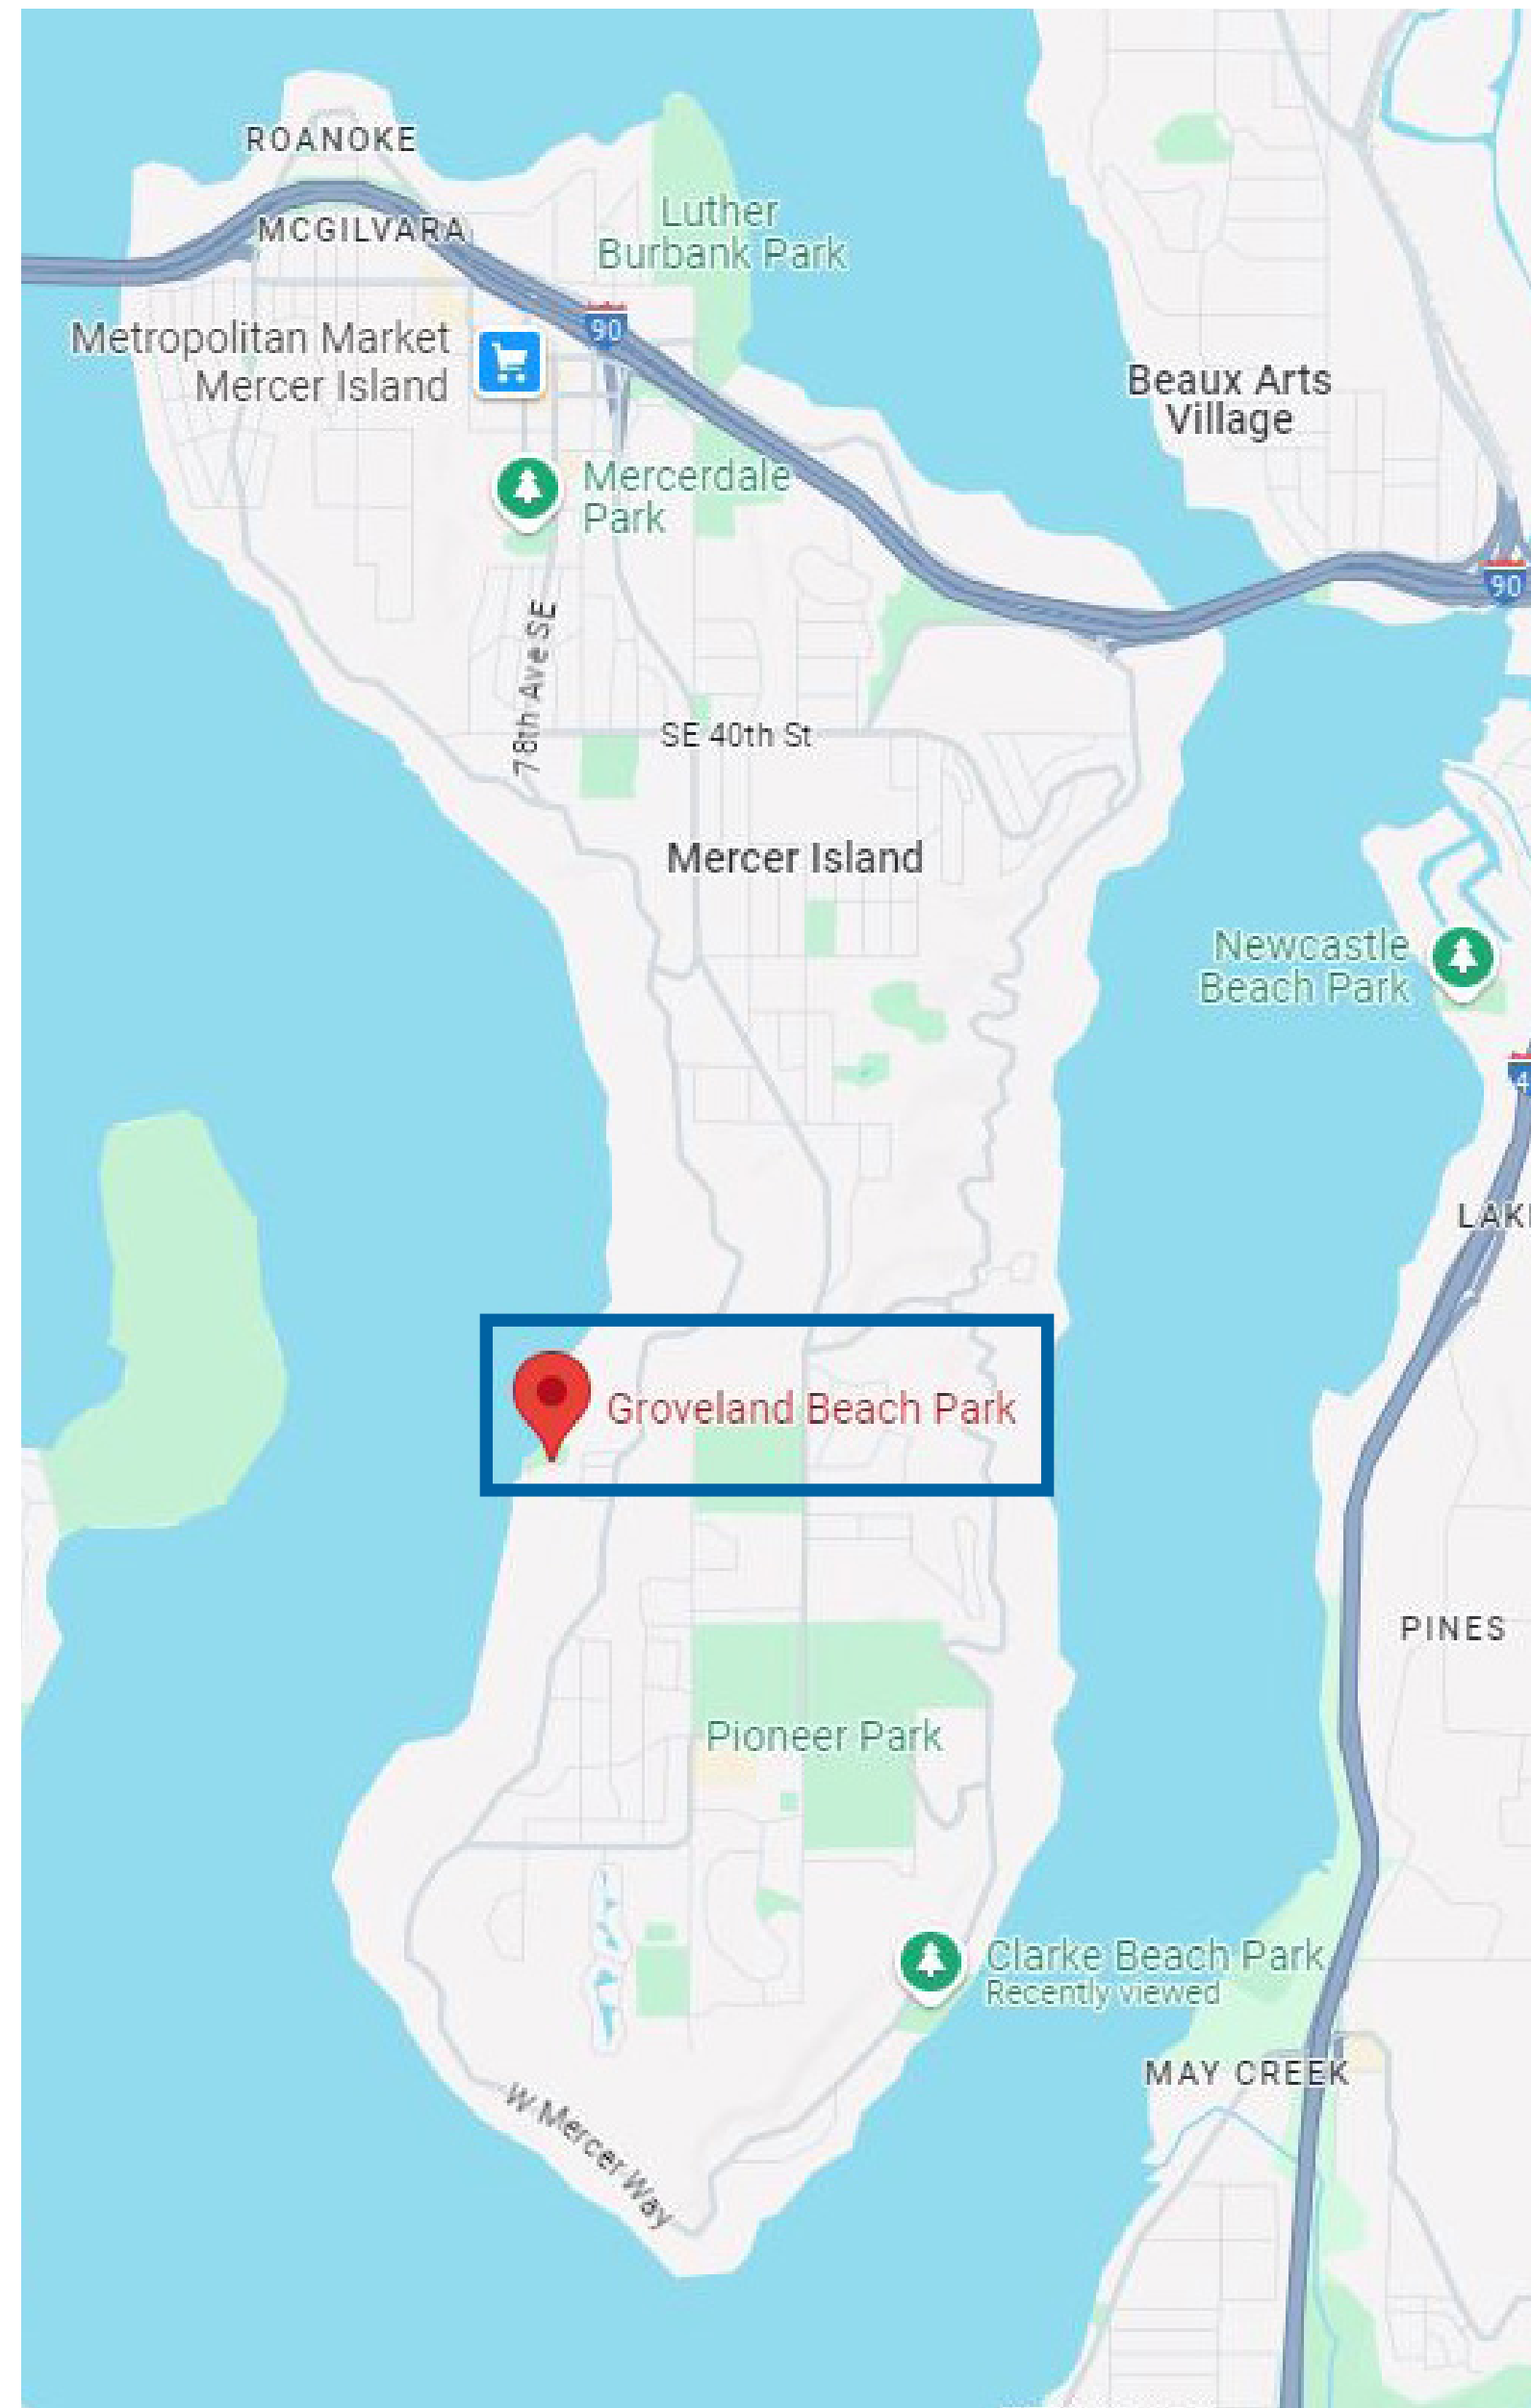 ROANOKE
MCGILVARA
Luther
Burbank Park
90
Metropolitan Market
Mercer Island
Beaux Arts
Village
Mercerdale
Park
90
78th Ave SE
SE 40th St
Mercer Island
Newcastle
Beach Park
4
LAK
Groveland Beach Park
PINES
Pioneer Park
Clarke Beach Park
Recently viewed
MAY CREEK
W Mercer Way